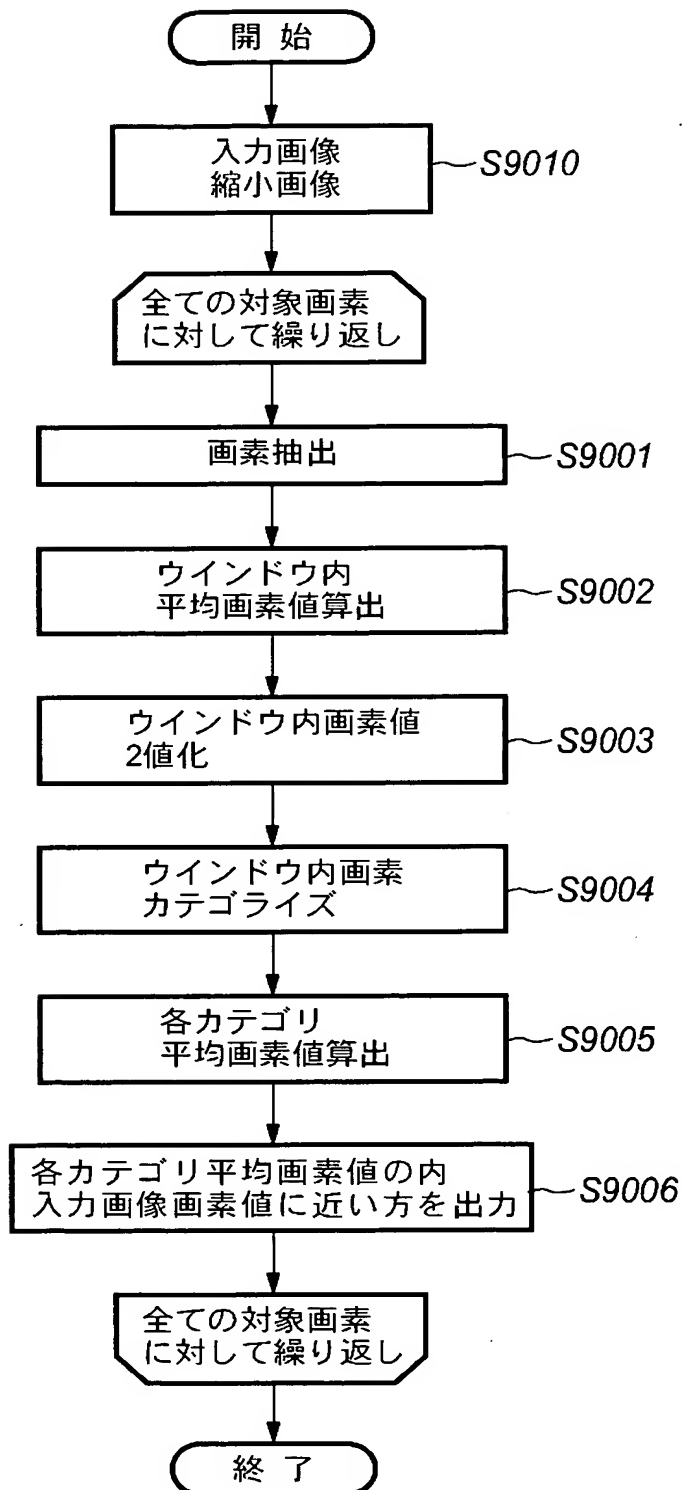 開 始
入力画像
縮小画像
S9010
全ての対象画素
に対して繰り返し
画素抽出
S9001
ウインドウ内
平均画素値算出
S9002
ウインドウ内画素値
2値化
S9003
ウインドウ内画素
カテゴライズ
S9004
各カテゴリ
平均画素値算出
S9005
各カテゴリ平均画素値の内
入力画像画素値に近い方を出力
S9006
全ての対象画素
に対して繰り返し
終 了